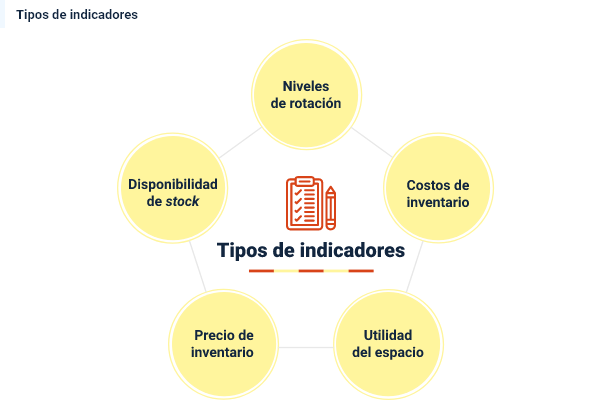 Tipos de indicadores
Niveles
de rotación
Disponibilidad
de stock
Costos de
inventario
Tipos de indicadores
Precio de
inventario
Utilidad
del espacio